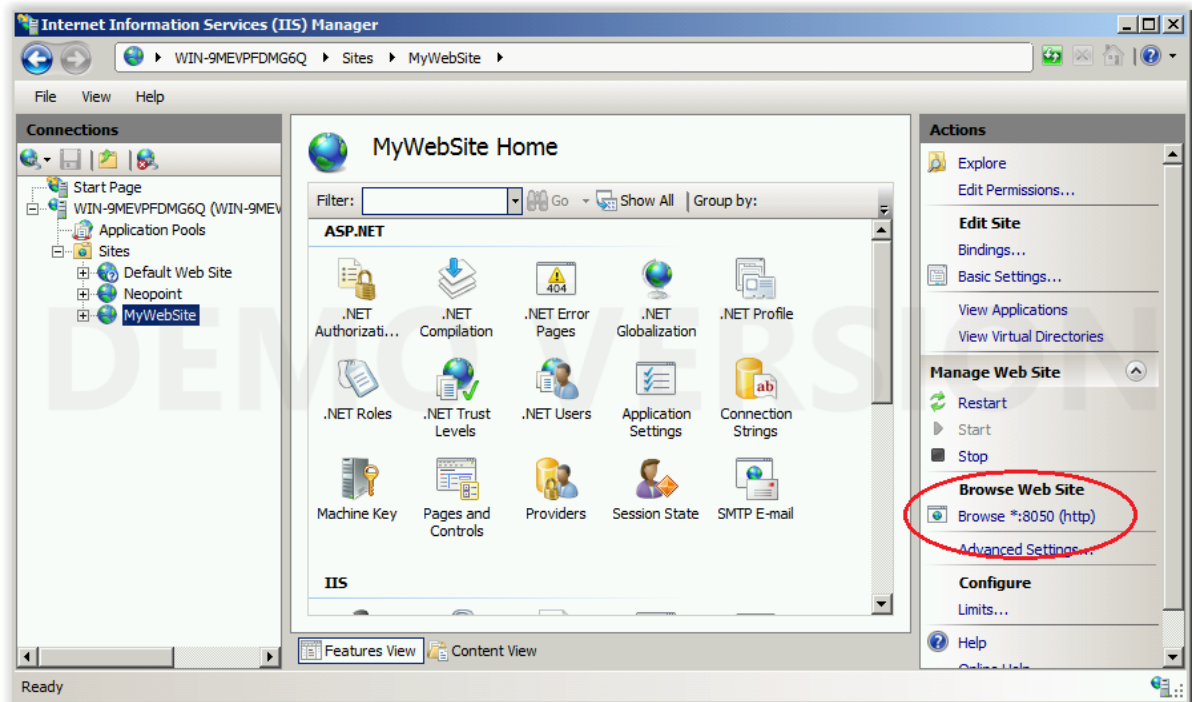 Internet Information Services (IIS) Manager
WIN-9MEVPFDMG6Q Sites MyWebSite
File View Help
Connections
Start Page
WIN-9MEVPFDMG6Q (WIN-9MEV
Application Pools
Sites
Default Web Site
Neopoint
MyWebSite
MyWebSite Home
Filter: Go Show All Group by:
ASP.NET
.NET Authorizati...
.NET Compilation
.NET Error Pages
.NET Globalization
.NET Profile
.NET Roles
.NET Trust Levels
.NET Users
Application Settings
Connection Strings
Machine Key
Pages and Controls
Providers
Session State
SMTP E-mail
404
ab
IIS
Features View Content View
Actions
Explore
Edit Permissions...
Edit Site
Bindings...
Basic Settings...
View Applications
View Virtual Directories
Manage Web Site
Restart
Start
Stop
Browse Web Site
Browse *:8050 (http)
Advanced Settings...
Configure
Limits...
Help
Online Help
Ready
DEMO VERSION